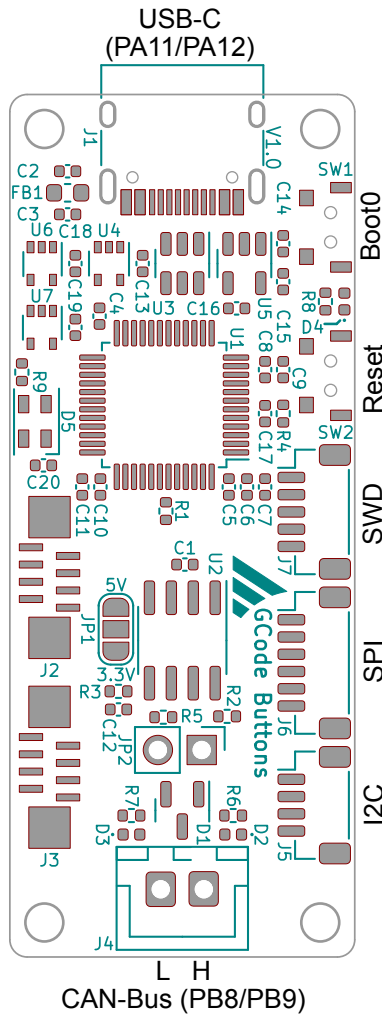 USB-C
(PA11/PA12)
J1
V1.0
C2
FB1
C3
SW1
C14
Boot0
U6
C18
U4
U7
C19
C4
C13
U3
C16
U5
C15
R8
D4
U1
C8
C9
Reset
R9
D5
C17
R4
SW2
C20
C11
C10
R1
C5
C6
C7
J7
SWD
C1
U2
5V
JP1
3.3V
GCode Buttons
SPI
J2
R3
C12
R5
R2
JP2
J6
J3
R7
D3
D1
R6
D2
J5
I2C
J4
L H
CAN-Bus (PB8/PB9)